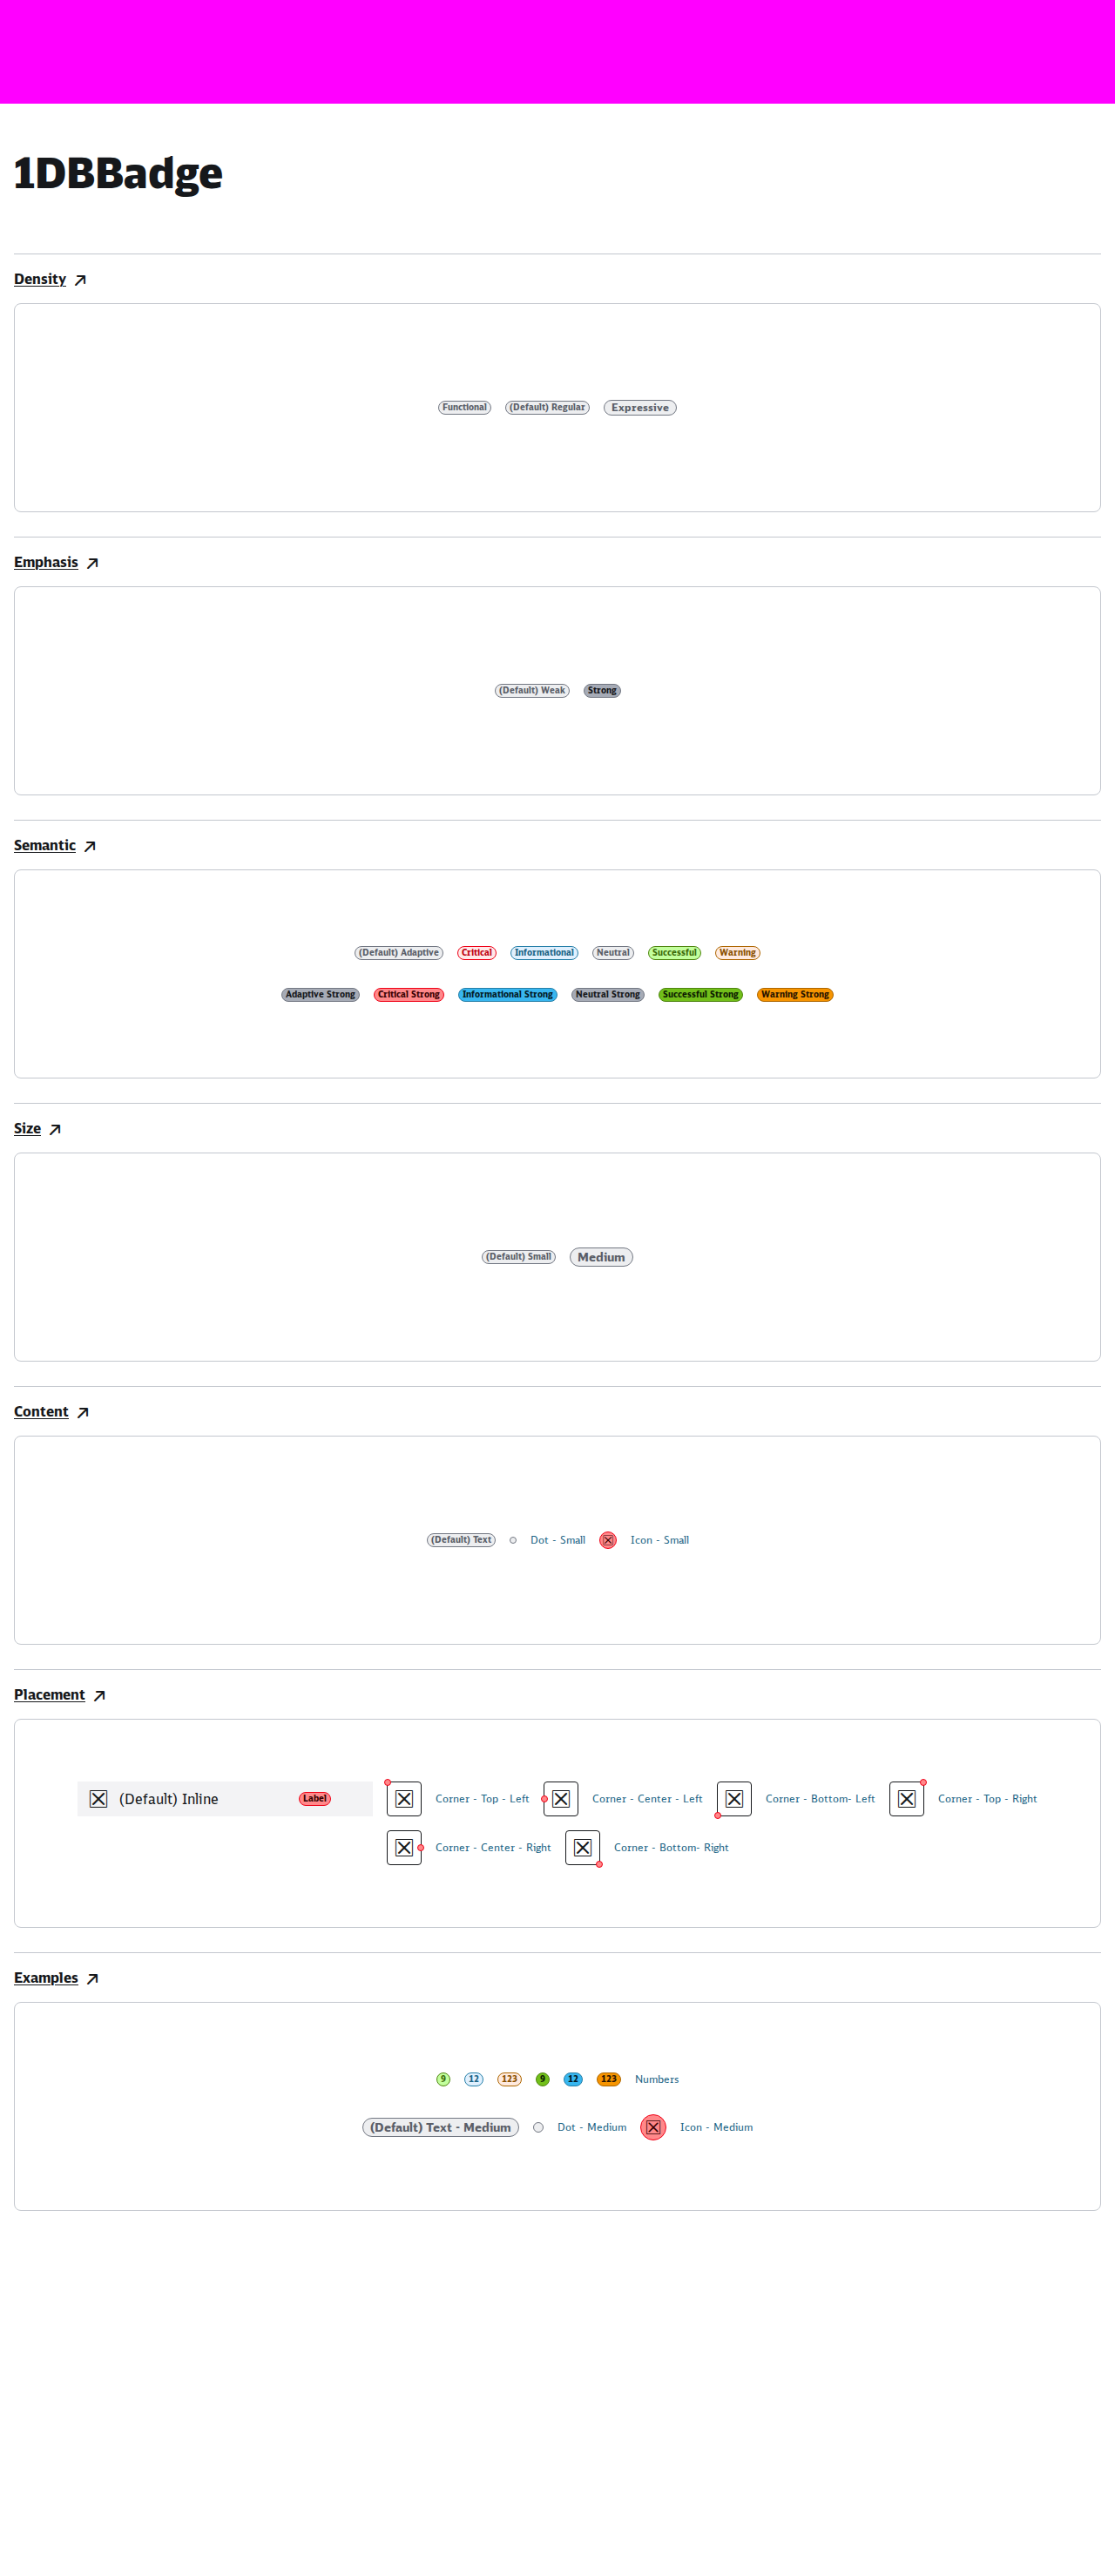 1DBBadge
Density
Functional (Default) Regular Expressive
Emphasis
(Default) Weak Strong
Semantic
(Default) Adaptive Critical Informational Neutral Successful Warning
Adaptive Strong Critical Strong Informational Strong Neutral Strong Successful Strong Warning Strong
Size
(Default) Small Medium
Content
(Default) Text Dot - Small Icon - Small
Placement
(Default) Inline Label Corner - Top - Left Corner - Center - Left Corner - Bottom- Left Corner - Top - Right
Corner - Center - Right Corner - Bottom- Right
Examples
9 12 123 9 12 123 Numbers
(Default) Text - Medium Dot - Medium Icon - Medium